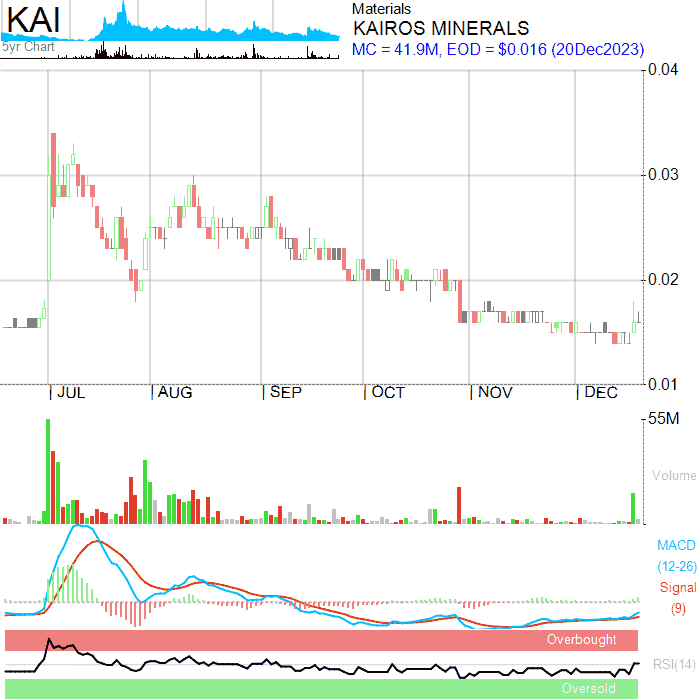 KAI
5yr Chart
Materials
KAIROS MINERALS
MC = 41.9M, EOD = $0.016 (20Dec2023)
0.04
0.03
0.02
0.01
JUL
AUG
SEP
OCT
NOV
DEC
55M
Volume
MACD
(12-26)
Signal
(9)
Overbought
RSI(14)
Oversold